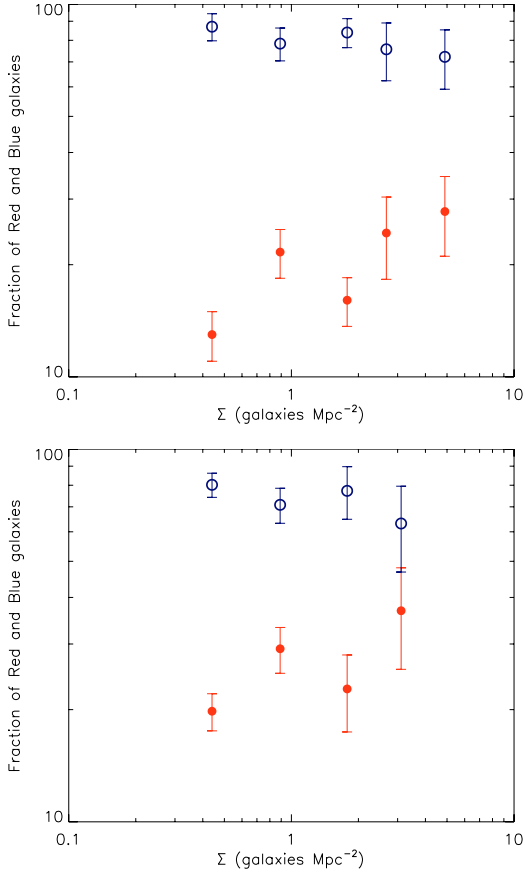 100
10
Fraction of Red and Blue galaxies
0.1 1 10
Σ (galaxies Mpc⁻²)
100
10
Fraction of Red and Blue galaxies
0.1 1 10
Σ (galaxies Mpc⁻²)